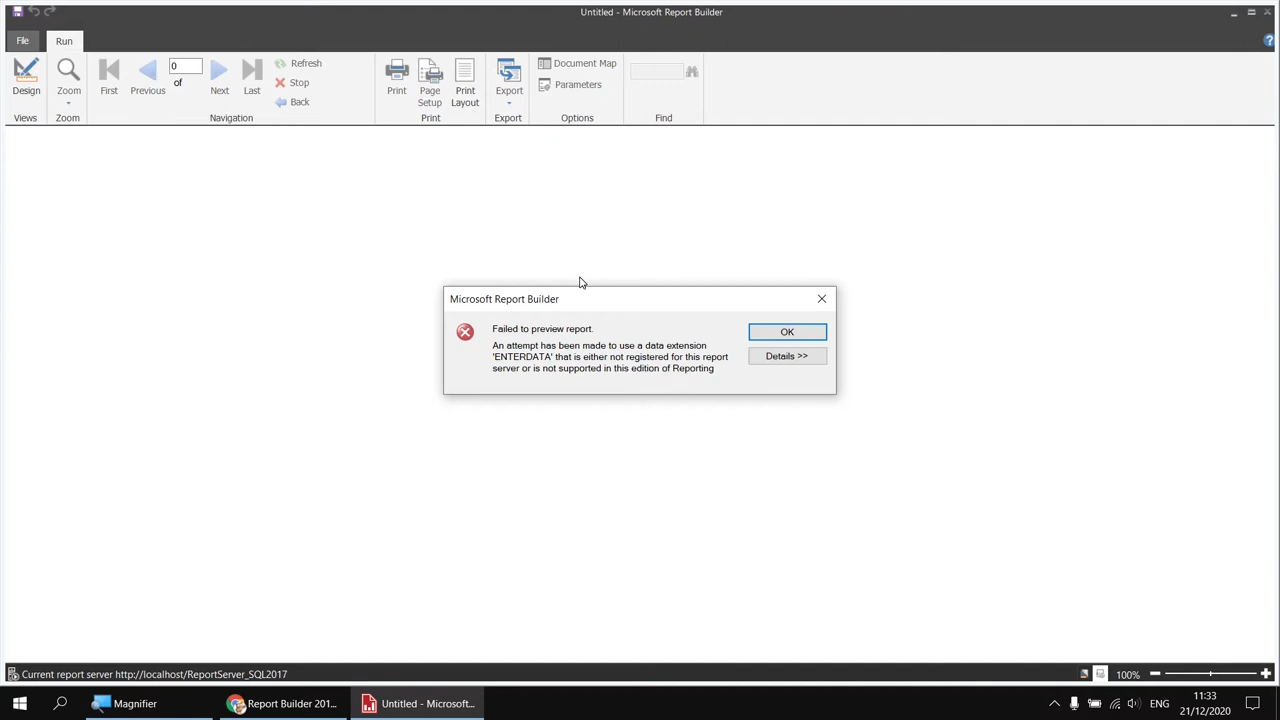 Untitled - Microsoft Report Builder
File
Run
Design
Views
Zoom
Zoom
First
Previous
0
of
Next
Last
Refresh
Stop
Back
Navigation
Print
Page
Setup
Print
Layout
Print
Export
Export
Document Map
Parameters
Options
Find
Microsoft Report Builder
Failed to preview report.
An attempt has been made to use a data extension
'ENTERDATA' that is either not registered for this report
server or is not supported in this edition of Reporting
OK
Details >>
Current report server http://localhost/ReportServer_SQL2017
100%
Magnifier
Report Builder 201...
Untitled - Microsoft...
ENG
11:33
21/12/2020